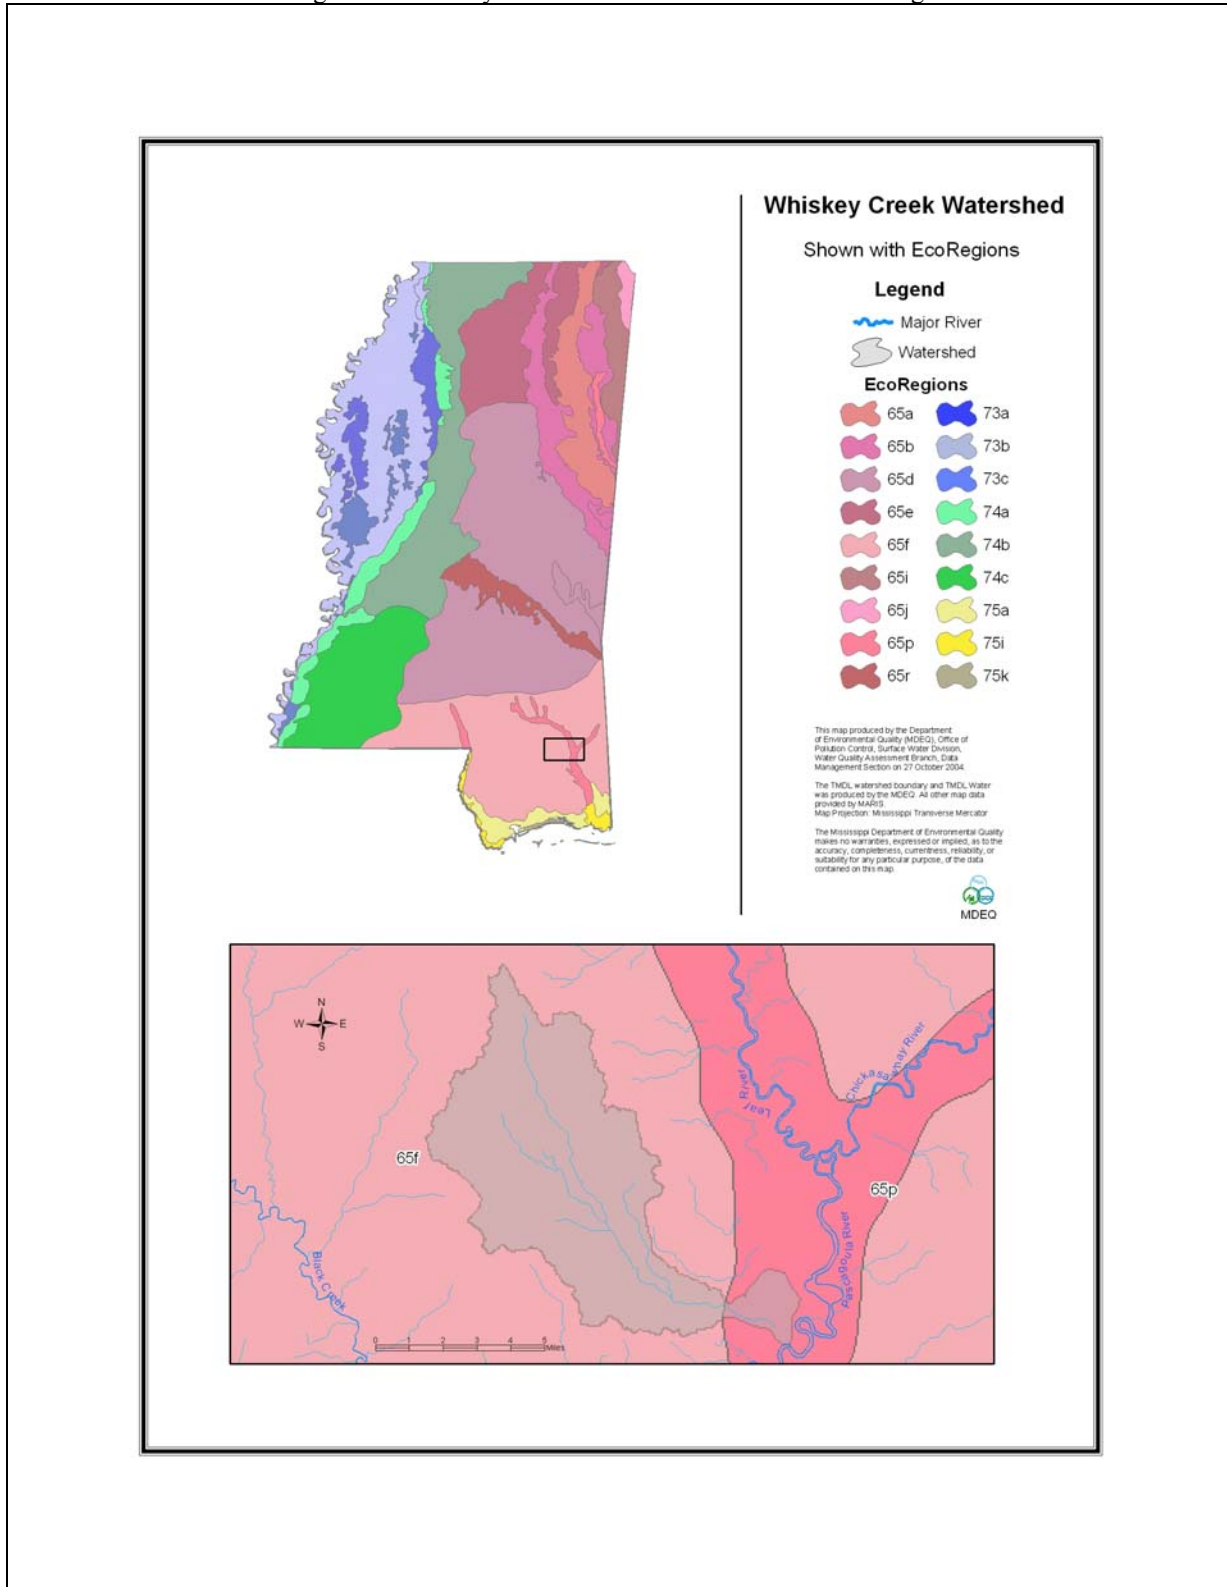 Whiskey Creek Watershed
Shown with EcoRegions
Legend
Major River
Watershed
EcoRegions
65a 73a
65b 73b
65d 73c
65e 74a
65f 74b
65i 74c
65j 75a
65p 75i
65r 75k
This map produced by the Department
of Environmental Quality (MDEQ), Office of
Pollution Control, Surface Water Division,
Water Quality Assessment Branch, Data
Management Section on 27 October 2004
The TMDL watershed boundary and TMDL Water
was produced by the MDEQ. All other map data
provided by MARIS.
Map Projection: Mississippi Transverse Mercator
The Mississippi Department of Environmental Quality
makes no warranties, expressed or implied, as to the
accuracy, completeness, currentness, reliability, or
suitability for any particular purpose, of the data
contained on this map.
MDEQ
N
W E
S
Leaf River
Chickasawhay River
65f
65p
Black Creek
Pascagoula River
0 1 2 3 4 5
Miles